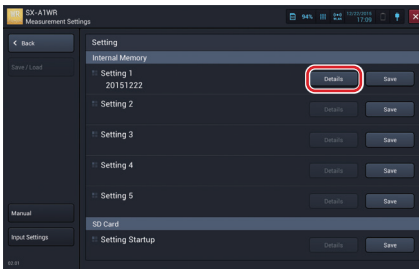 SX-A1WR
Measurement Settings
94%
17:09
Back
Save / Load
Manual
Input Settings
Setting
Internal Memory
Setting 1
20151222
Details Save
Setting 2
Details Save
Setting 3
Details Save
Setting 4
Details Save
Setting 5
Details Save
SD Card
Setting Startup
Details Save